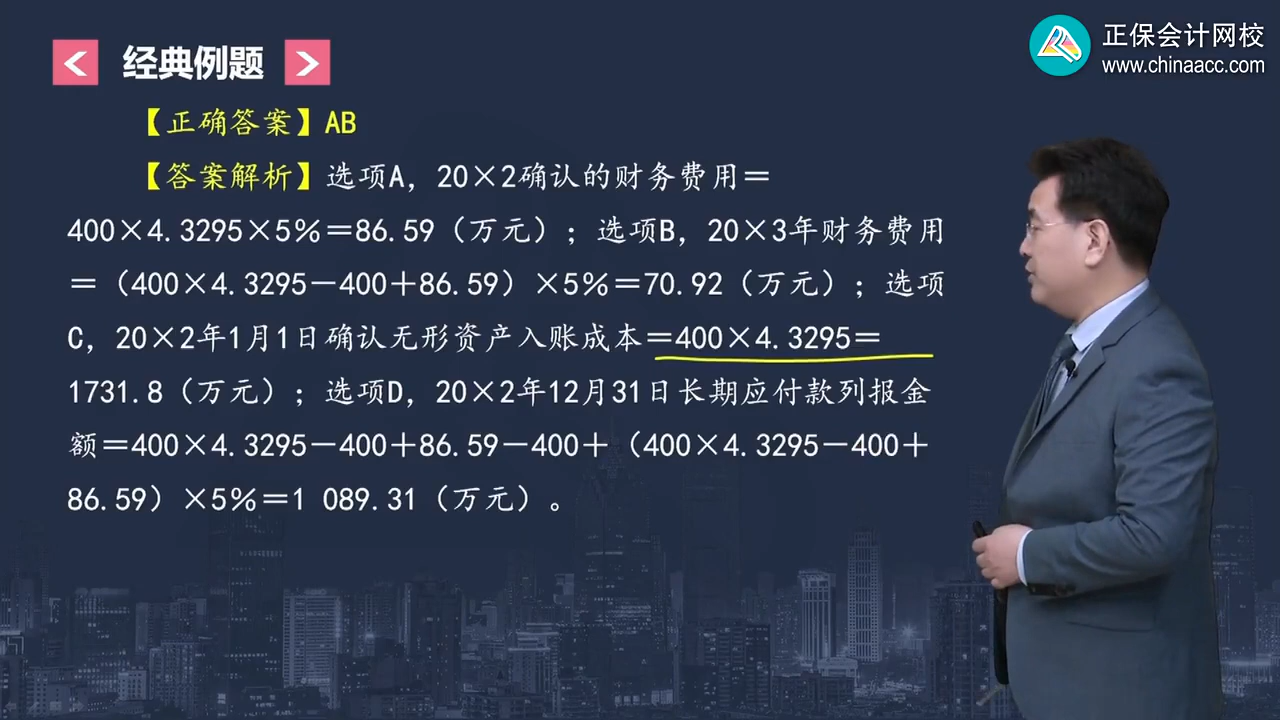 正保会计网校
www.chinaacc.com
经典例题
【正确答案】AB
【答案解析】选项A，20×2确认的财务费用＝
400×4.3295×5%＝86.59（万元）；选项B，20×3年财务费用
＝（400×4.3295－400＋86.59）×5%＝70.92（万元）；选项
C，20×2年1月1日确认无形资产入账成本＝400×4.3295＝
1731.8（万元）；选项D，20×2年12月31日长期应付款列报金
额＝400×4.3295－400＋86.59－400＋（400×4.3295－400＋
86.59）×5%＝1 089.31（万元）。